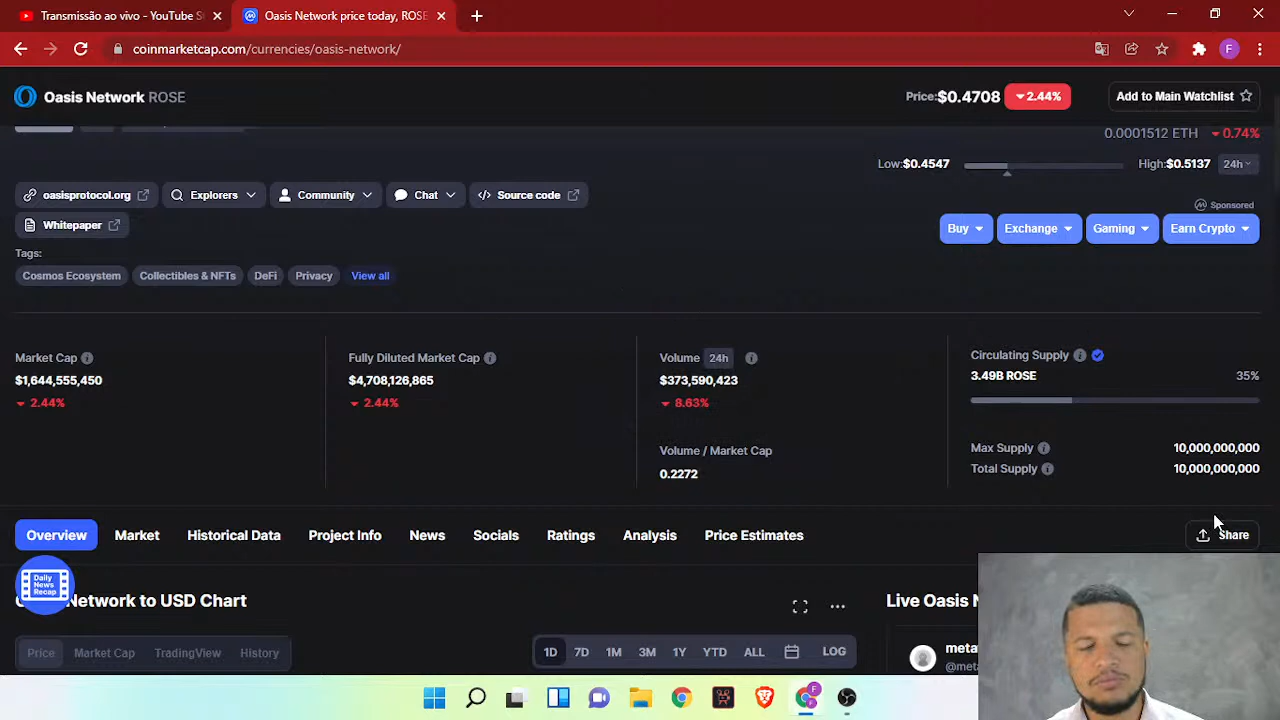 Transmissão ao vivo - YouTube S
Oasis Network price today, ROSE
coinmarketcap.com/currencies/oasis-network/
F
Oasis Network ROSE
Price:$0.4708 2.44% Add to Main Watchlist
0.0001512 ETH 0.74%
Low:$0.4547 High:$0.5137 24h
oasisprotocol.org Explorers Community Chat Source code
Sponsored
Whitepaper
Buy Exchange Gaming Earn Crypto
Tags:
Cosmos Ecosystem Collectibles & NFTs DeFi Privacy View all
Market Cap Fully Diluted Market Cap Volume 24h Circulating Supply
$1,644,555,450 $4,708,126,865 $373,590,423 3.49B ROSE 35%
2.44% 2.44% 8.63%
Volume / Market Cap Max Supply 10,000,000,000
0.2272 Total Supply 10,000,000,000
Overview Market Historical Data Project Info News Socials Ratings Analysis Price Estimates Share
Daily
News
Recap
Network to USD Chart Live Oasis N
Price Market Cap TradingView History 1D 7D 1M 3M 1Y YTD ALL LOG
meta
@meta
F